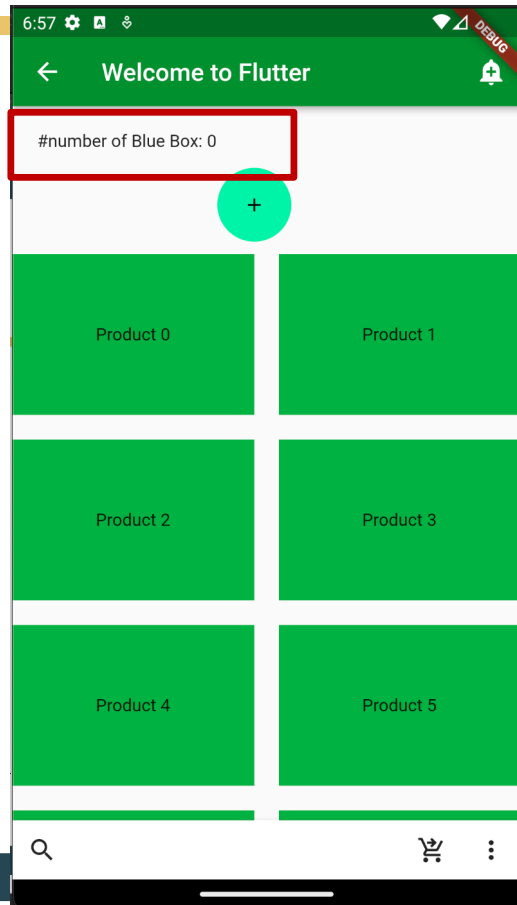 6:57 A
DEBUG
Welcome to Flutter
#number of Blue Box: 0
+
Product 0 Product 1
Product 2 Product 3
Product 4 Product 5